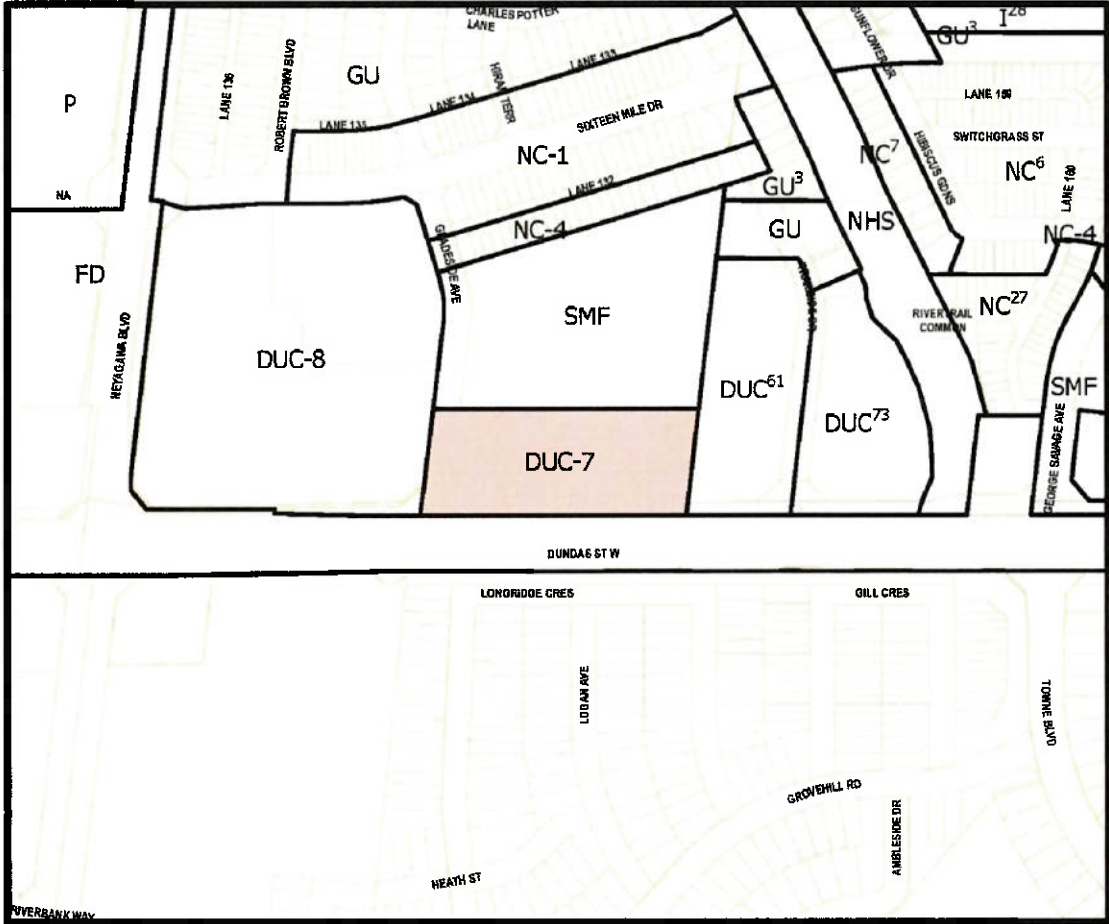 CHARLES POTTER
LANE
SUNFLOWER DR
GU³
I²⁸
P
LANE 136
ROBERT BROWN BLVD
GU
HIRAM TERR
LANE 133
LANE 134
LANE 135
SIXTEEN MILE DR
LANE 159
SWITCHGRASS ST
NC-1
NC⁷
HIBISCUS GDNS
NC⁶
LANE 160
NA
LANE 132
GU³
NHS
GU
NC-4
NC-4
GLADESIDE AVE
FD
NEYAGAWA BLVD
SMF
RIVERTRAIL
COMMON
NC²⁷
DUC-8
DUC⁶¹
DUC⁷³
SMF
GEORGE SAVAGE AVE
DUC-7
DUNDAS ST W
LONGRIDGE CRES
GILL CRES
LOGAN AVE
TOWNE BLVD
GROVEHILL RD
AMBLESIDE DR
HEATH ST
RIVERBANK WAY